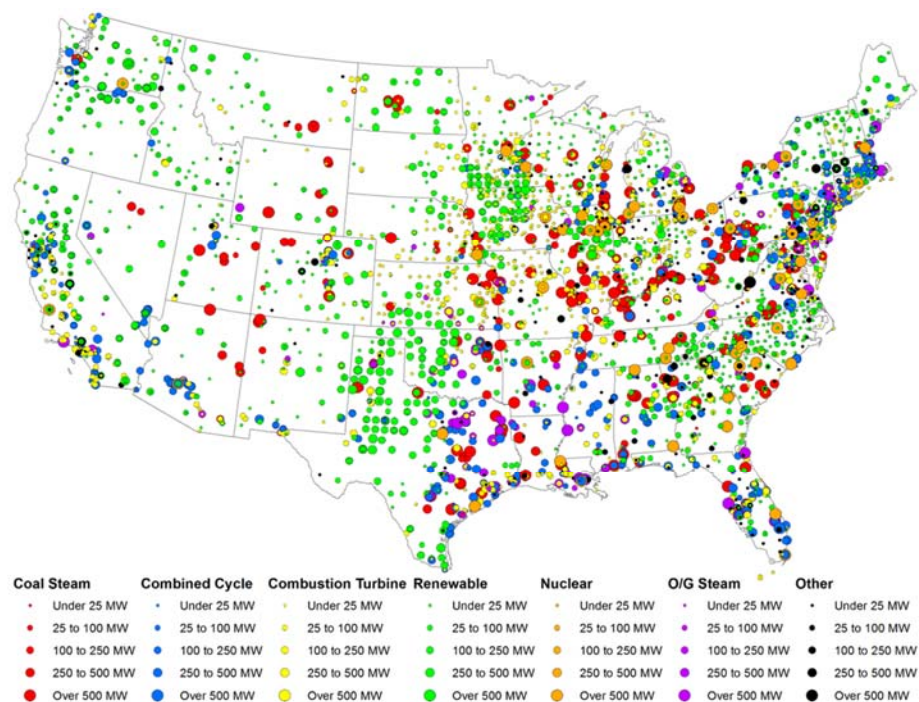 Coal Steam Combined Cycle Combustion Turbine Renewable Nuclear O/G Steam Other
Under 25 MW Under 25 MW Under 25 MW Under 25 MW Under 25 MW Under 25 MW Under 25 MW
25 to 100 MW 25 to 100 MW 25 to 100 MW 25 to 100 MW 25 to 100 MW 25 to 100 MW 25 to 100 MW
100 to 250 MW 100 to 250 MW 100 to 250 MW 100 to 250 MW 100 to 250 MW 100 to 250 MW 100 to 250 MW
250 to 500 MW 250 to 500 MW 250 to 500 MW 250 to 500 MW 250 to 500 MW 250 to 500 MW 250 to 500 MW
Over 500 MW Over 500 MW Over 500 MW Over 500 MW Over 500 MW Over 500 MW Over 500 MW